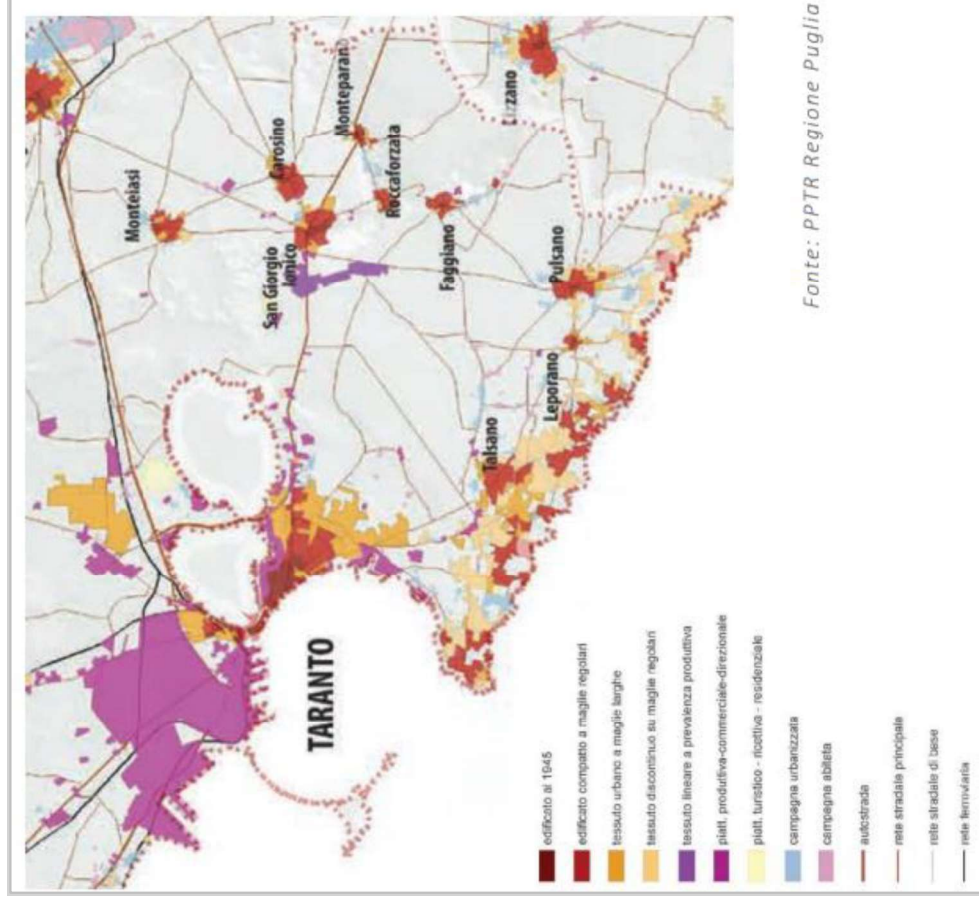 Monteiasi
Carosino
Monteparano
San Giorgio
Ionico
Roccaforzata
Lizzano
Faggiano
Pulsano
Leporano
Talsano
TARANTO
edificato al 1945
edificato compatto a maglie regolari
tessuto urbano a maglie larghe
tessuto discontinuo su maglie regolari
tessuto lineare a prevalenza produttiva
piatt. produttiva-commerciale-direzionale
piatt. turistico - ricettiva - residenziale
campagna urbanizzata
campagna abitata
autostrada
rete stradale principale
rete stradale di base
rete ferroviaria
Fonte: PPTR Regione Puglia